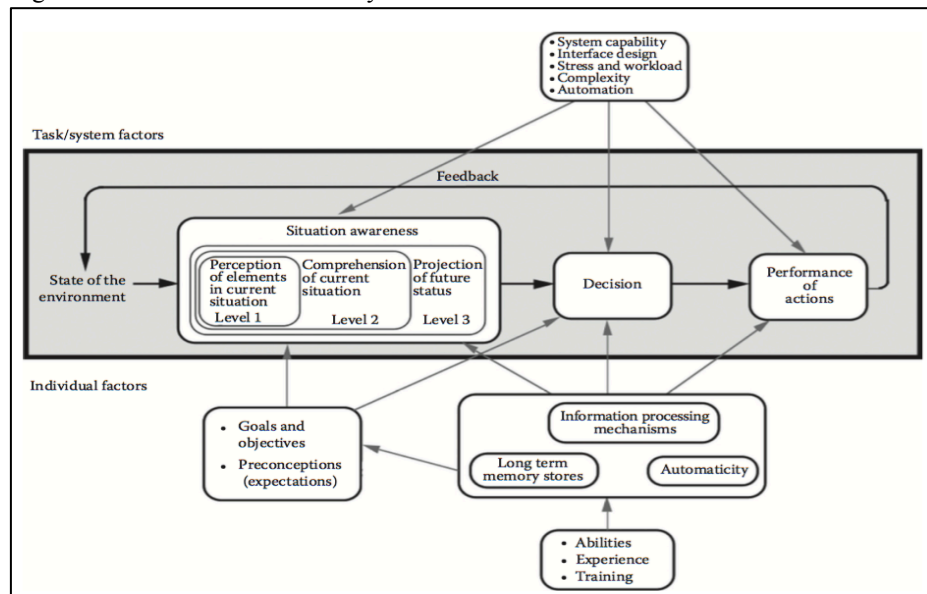 • System capability
• Interface design
• Stress and workload
• Complexity
• Automation
Task/system factors
Feedback
Situation awareness
State of the
environment
Perception
of elements
in current
situation
Level 1
Comprehension
of current
situation
Level 2
Projection
of future
status
Level 3
Decision
Performance
of
actions
Individual factors
• Goals and
objectives
• Preconceptions
(expectations)
Information processing
mechanisms
Long term
memory stores
Automaticity
• Abilities
• Experience
• Training